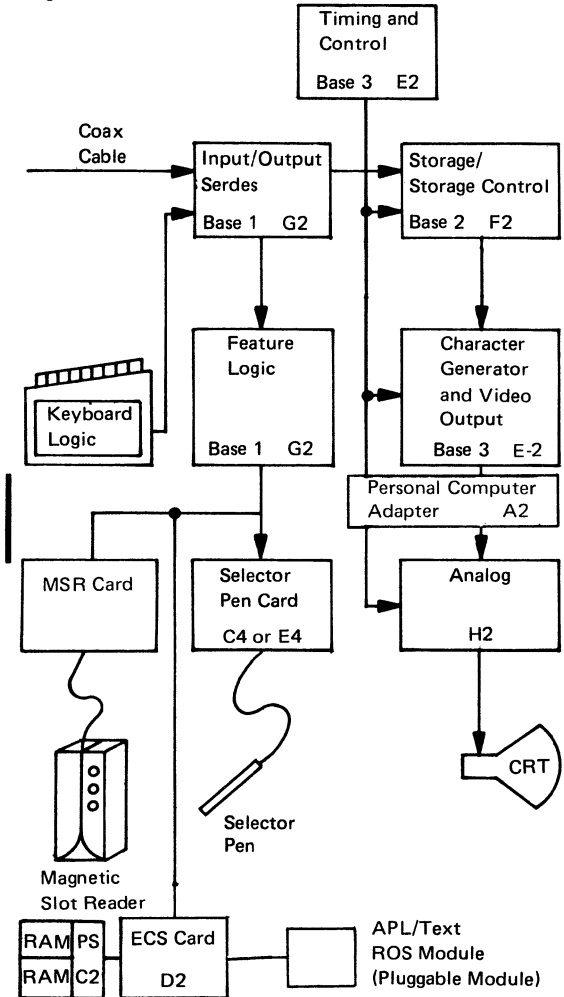 Timing and
Control
Base 3 E2
Coax
Cable
Input/Output
Serdes
Base 1 G2
Storage/
Storage Control
Base 2 F2
Feature
Logic
Base 1 G2
Character
Generator
and Video
Output
Base 3 E-2
Keyboard
Logic
Personal Computer
Adapter A2
MSR Card
Selector
Pen Card
C4 or E4
Analog
H2
CRT
Selector
Pen
Magnetic
Slot Reader
RAM PS
RAM C2
ECS Card
D2
APL/Text
ROS Module
(Pluggable Module)